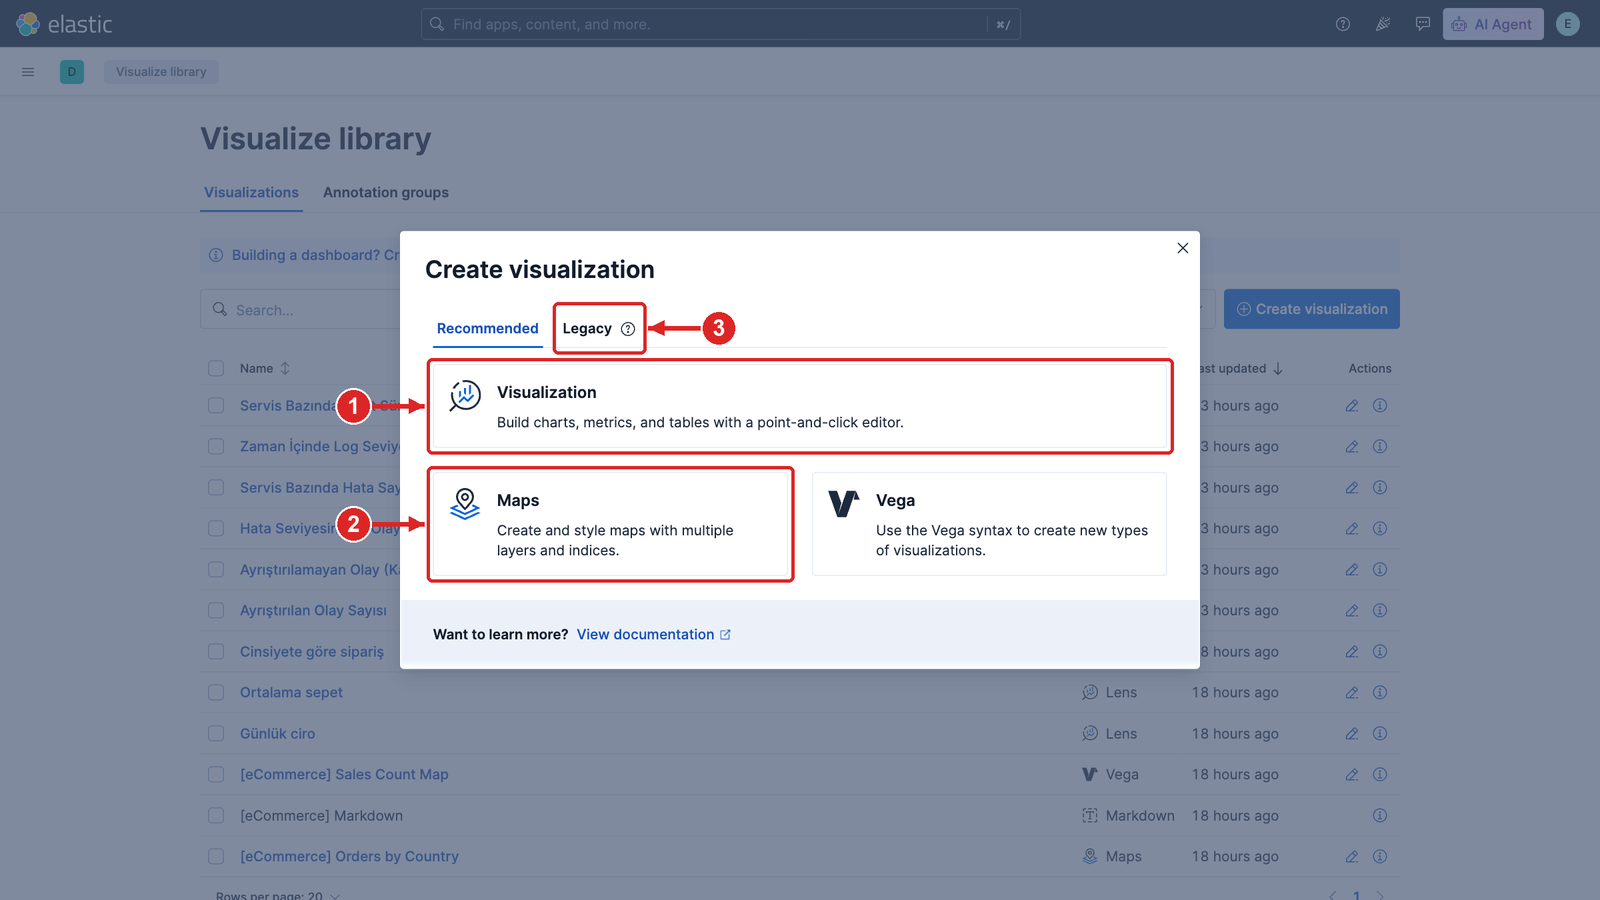 elastic
Find apps, content, and more.
⌘/
AI Agent
E
D
Visualize library
Visualize library
Visualizations
Annotation groups
Building a dashboard? Cr
Create visualization
Search...
Create visualization
Recommended
Legacy
3
Name
ast updated
Actions
Visualization
Build charts, metrics, and tables with a point-and-click editor.
1
Servis Bazında
3 hours ago
Zaman İçinde Log Seviye
3 hours ago
Servis Bazında Hata Say
3 hours ago
Maps
Create and style maps with multiple
layers and indices.
Vega
Use the Vega syntax to create new types
of visualizations.
2
Hata Seviyesin
Olay
3 hours ago
Ayrıştırılamayan Olay (Ka
3 hours ago
Ayrıştırılan Olay Sayısı
3 hours ago
Want to learn more? View documentation
Cinsiyete göre sipariş
8 hours ago
Ortalama sepet
Lens
18 hours ago
Günlük ciro
Lens
18 hours ago
[eCommerce] Sales Count Map
Vega
18 hours ago
[eCommerce] Markdown
Markdown
18 hours ago
[eCommerce] Orders by Country
Maps
18 hours ago
Rows per page: 20
1